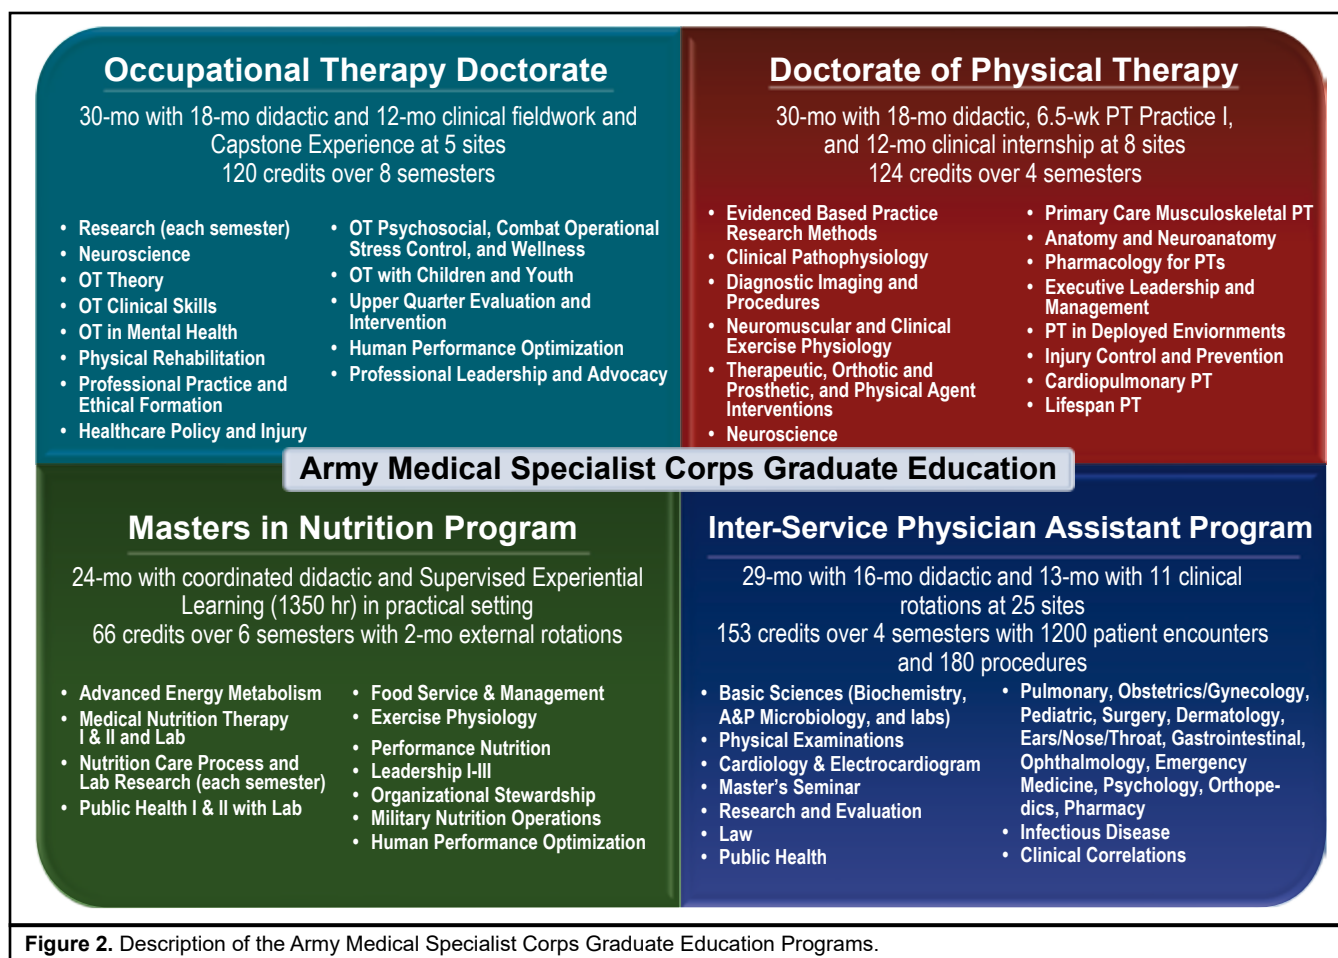 Occupational Therapy Doctorate
30-mo with 18-mo didactic and 12-mo clinical fieldwork and
Capstone Experience at 5 sites
120 credits over 8 semesters
• Research (each semester)
• Neuroscience
• OT Theory
• OT Clinical Skills
• OT in Mental Health
• Physical Rehabilitation
• Professional Practice and
Ethical Formation
• Healthcare Policy and Injury
• OT Psychosocial, Combat Operational
Stress Control, and Wellness
• OT with Children and Youth
• Upper Quarter Evaluation and
Intervention
• Human Performance Optimization
• Professional Leadership and Advocacy
Doctorate of Physical Therapy
30-mo with 18-mo didactic, 6.5-wk PT Practice I,
and 12-mo clinical internship at 8 sites
124 credits over 4 semesters
• Evidenced Based Practice
Research Methods
• Clinical Pathophysiology
• Diagnostic Imaging and
Procedures
• Neuromuscular and Clinical
Exercise Physiology
• Therapeutic, Orthotic and
Prosthetic, and Physical Agent
Interventions
• Neuroscience
• Primary Care Musculoskeletal PT
• Anatomy and Neuroanatomy
• Pharmacology for PTs
• Executive Leadership and
Management
• PT in Deployed Enviornments
• Injury Control and Prevention
• Cardiopulmonary PT
• Lifespan PT
Army Medical Specialist Corps Graduate Education
Masters in Nutrition Program
24-mo with coordinated didactic and Supervised Experiential
Learning (1350 hr) in practical setting
66 credits over 6 semesters with 2-mo external rotations
• Advanced Energy Metabolism
• Medical Nutrition Therapy
I & II and Lab
• Nutrition Care Process and
Lab Research (each semester)
• Public Health I & II with Lab
• Food Service & Management
• Exercise Physiology
• Performance Nutrition
• Leadership I-III
• Organizational Stewardship
• Military Nutrition Operations
• Human Performance Optimization
Inter-Service Physician Assistant Program
29-mo with 16-mo didactic and 13-mo with 11 clinical
rotations at 25 sites
153 credits over 4 semesters with 1200 patient encounters
and 180 procedures
• Basic Sciences (Biochemistry,
A&P Microbiology, and labs)
• Physical Examinations
• Cardiology & Electrocardiogram
• Master's Seminar
• Research and Evaluation
• Law
• Public Health
• Pulmonary, Obstetrics/Gynecology,
Pediatric, Surgery, Dermatology,
Ears/Nose/Throat, Gastrointestinal,
Ophthalmology, Emergency
Medicine, Psychology, Orthope-
dics, Pharmacy
• Infectious Disease
• Clinical Correlations
Figure 2. Description of the Army Medical Specialist Corps Graduate Education Programs.